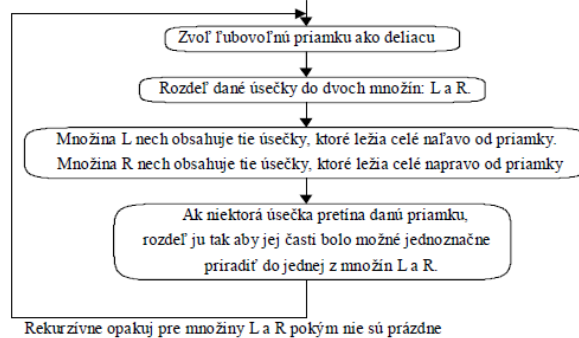 Zvoľ ľubovoľnú priamku ako deliacu
Rozdeľ dané úsečky do dvoch množín: L a R.
Množina L nech obsahuje tie úsečky, ktoré ležia celé naľavo od priamky.
Množina R nech obsahuje tie úsečky, ktoré ležia celé napravo od priamky
Ak niektorá úsečka pretína danú priamku,
rozdeľ ju tak aby jej časti bolo možné jednoznačne
priradiť do jednej z množín L a R.
Rekurzívne opakuj pre množiny L a R pokým nie sú prázdne